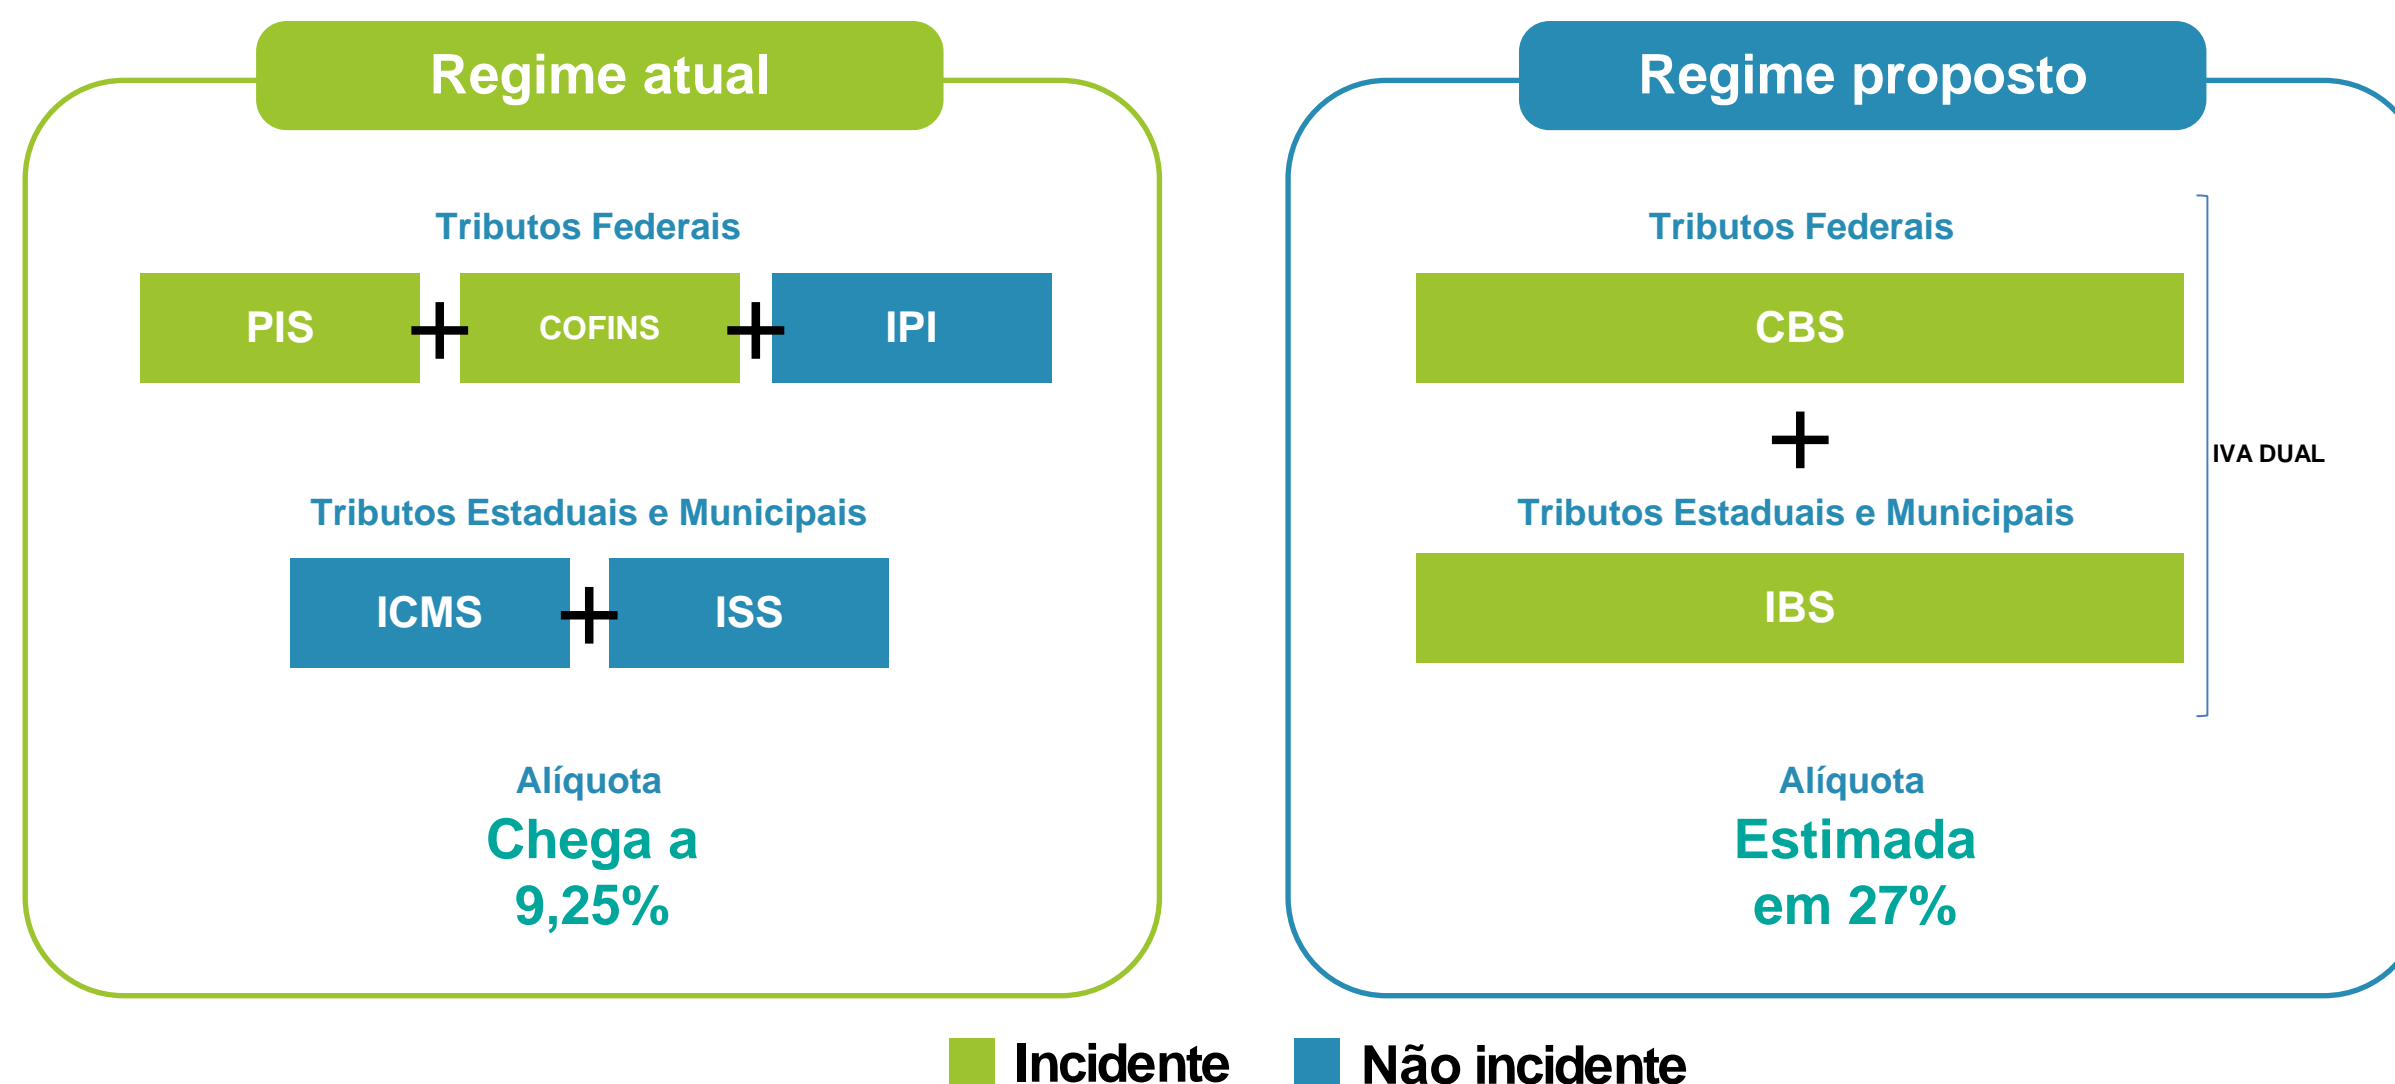 Regime atual
Tributos Federais
PIS + COFINS + IPI
Tributos Estaduais e Municipais
ICMS + ISS
Alíquota
Chega a
9,25%
Regime proposto
Tributos Federais
CBS
+
Tributos Estaduais e Municipais
IBS
IVA DUAL
Alíquota
Estimada
em 27%
Incidente
Não incidente